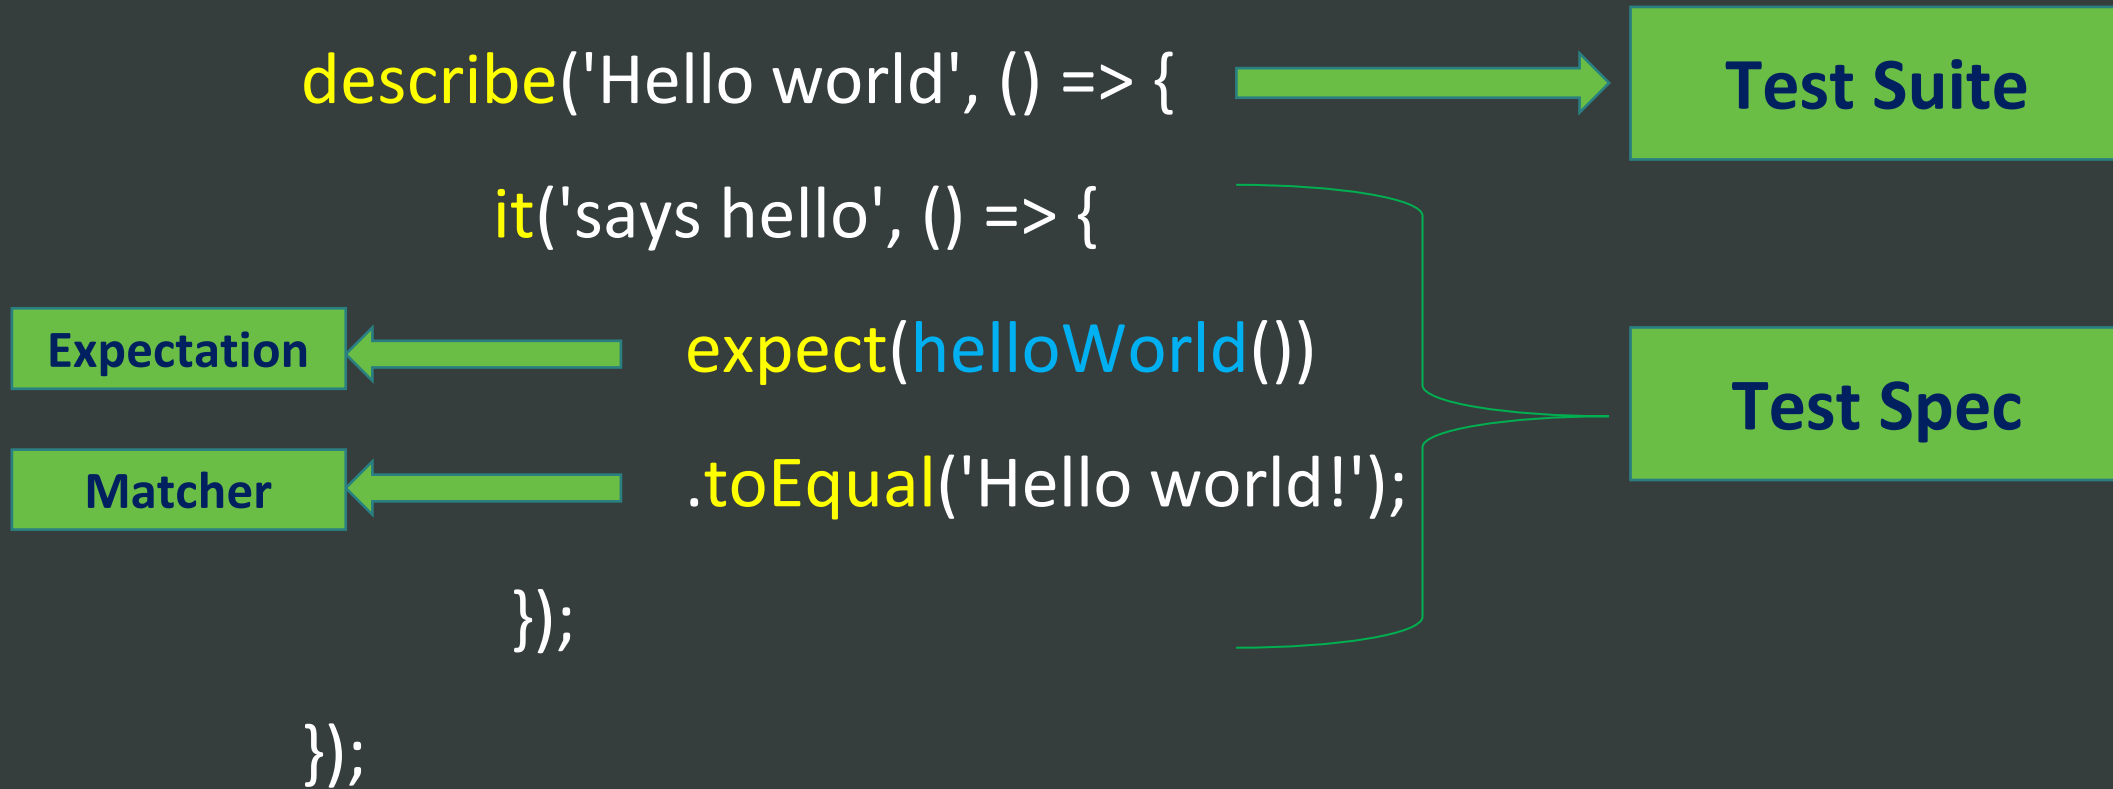 describe('Hello world', () => {
Test Suite
it('says hello', () => {
Expectation
expect(helloWorld())
Test Spec
Matcher
.toEqual('Hello world!');
});
});